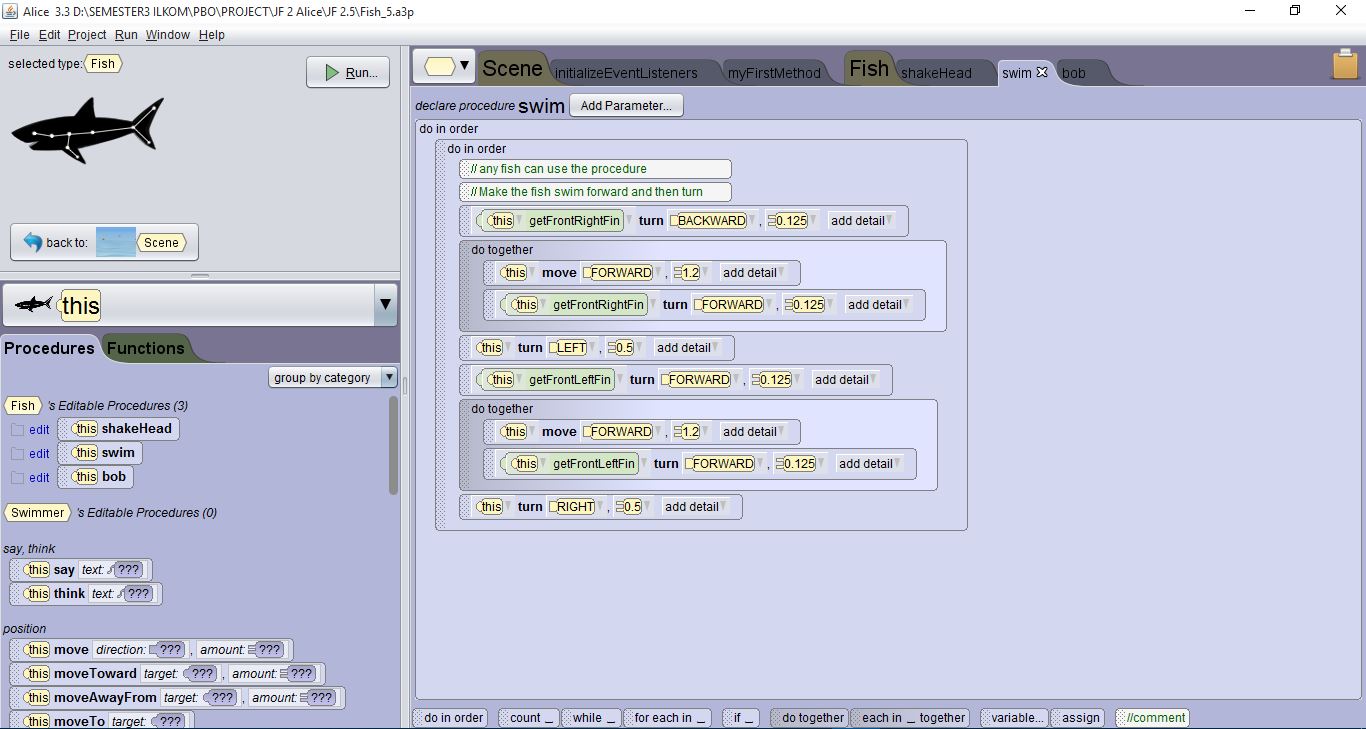 Alice 3.3 D:\SEMESTER3 ILKOM\PBO\PROJECT\JF 2 Alice\JF 2.5\Fish_5.a3p
File Edit Project Run Window Help
selected type: Fish
Run...
back to: Scene
this
Procedures Functions
group by category
Fish 's Editable Procedures (3)
edit this shakeHead
edit this swim
edit this bob
Swimmer 's Editable Procedures (0)
say, think
this say text: ???
this think text: ???
position
this move direction: ??? , amount: ???
this moveToward target: ??? , amount: ???
this moveAwayFrom target: ??? , amount: ???
this moveTo target: ???
Scene initializeEventListeners myFirstMethod Fish shakeHead swim bob
declare procedure swim Add Parameter...
do in order
do in order
// any fish can use the procedure
// Make the fish swim forward and then turn
this getFrontRightFin turn BACKWARD , 0.125 add detail
do together
this move FORWARD , 1.2 add detail
this getFrontRightFin turn FORWARD , 0.125 add detail
this turn LEFT , 0.5 add detail
this getFrontLeftFin turn FORWARD , 0.125 add detail
do together
this move FORWARD , 1.2 add detail
this getFrontLeftFin turn FORWARD , 0.125 add detail
this turn RIGHT , 0.5 add detail
do in order count _ while _ for each in _ if _ do together each in _ together variable... assign //comment